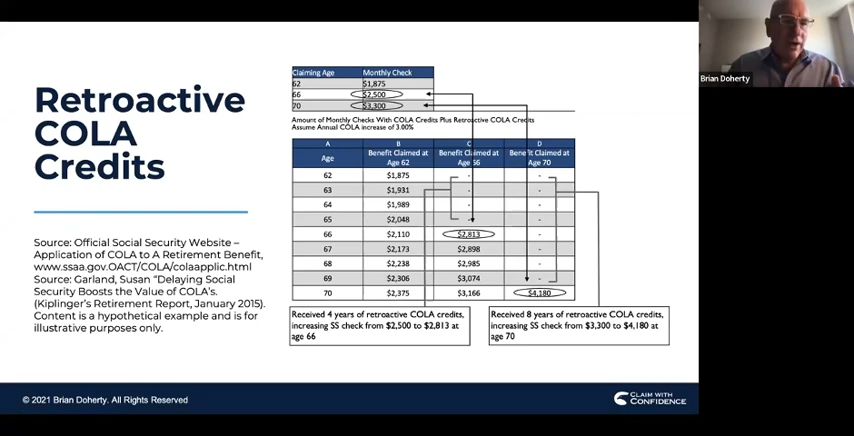 Brian Doherty
Retroactive
COLA
Credits
Source: Official Social Security Website –
Application of COLA to A Retirement Benefit,
www.ssaa.gov.OACT/COLA/colaapplic.html
Source: Garland, Susan "Delaying Social
Security Boosts the Value of COLA's.
(Kiplinger's Retirement Report, January 2015).
Content is a hypothetical example and is for
illustrative purposes only.
Claiming Age Monthly Check
62 $1,875
66 $2,500
70 $3,300
Amount of Monthly Checks With COLA Credits Plus Retroactive COLA Credits
Assume Annual COLA increase of 3.00%
A B C D
Age Benefit Claimed at Age 62 Benefit Claimed at Age 66 Benefit Claimed at Age 70
62 $1,875 - -
63 $1,931 - -
64 $1,989 - -
65 $2,048 - -
66 $2,110 $2,813 -
67 $2,173 $2,898 -
68 $2,238 $2,985 -
69 $2,306 $3,074 -
70 $2,375 $3,166 $4,180
Received 4 years of retroactive COLA credits,
increasing SS check from $2,500 to $2,813 at
age 66
Received 8 years of retroactive COLA credits,
increasing SS check from $3,300 to $4,180 at
age 70
© 2021 Brian Doherty. All Rights Reserved
CLAIM WITH
CONFIDENCE